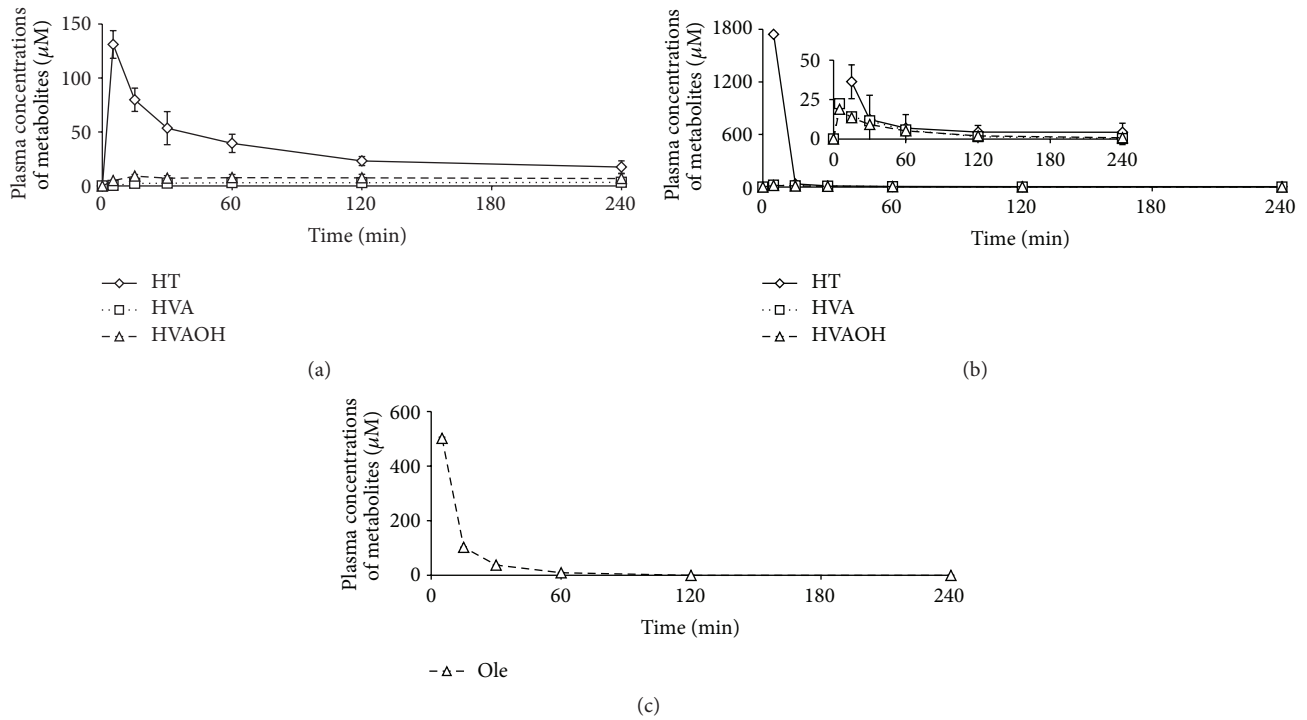 Plasma concentrations
of metabolites (μM)
150
100
50
0
0
60
120
180
240
Time (min)
HT
HVA
HVAOH
(a)
Plasma concentrations
of metabolites (μM)
1800
1200
600
0
50
25
0
0
60
120
180
240
0
60
120
180
240
Time (min)
HT
HVA
HVAOH
(b)
Plasma concentrations
of metabolites (μM)
600
400
200
0
0
60
120
180
240
Time (min)
Ole
(c)